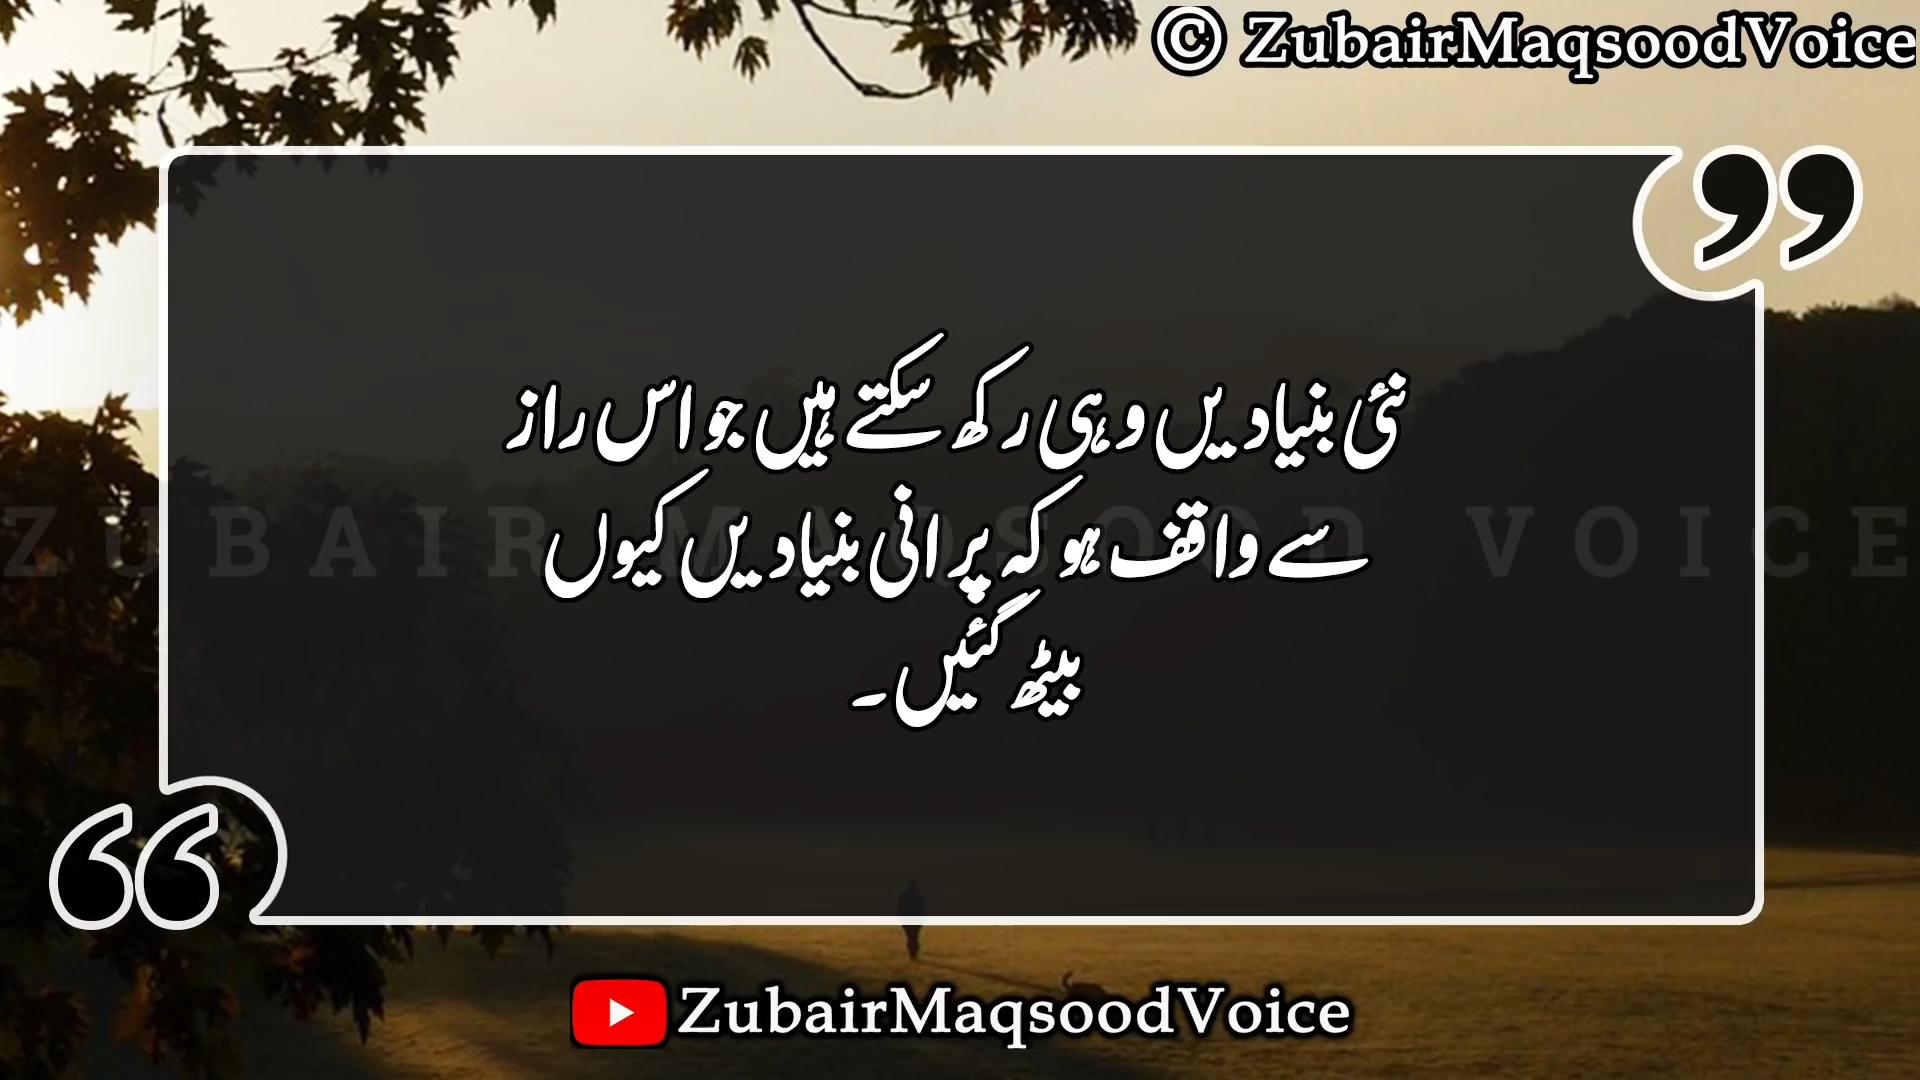 © ZubairMaqsoodVoice
نئی بنیادیں وہی رکھ سکتے ہیں جو اس راز
سے واقف ہو کہ پرانی بنیادیں کیوں
بیٹھ گئیں۔
ZUBAIR MAQSOOD VOICE
ZubairMaqsoodVoice